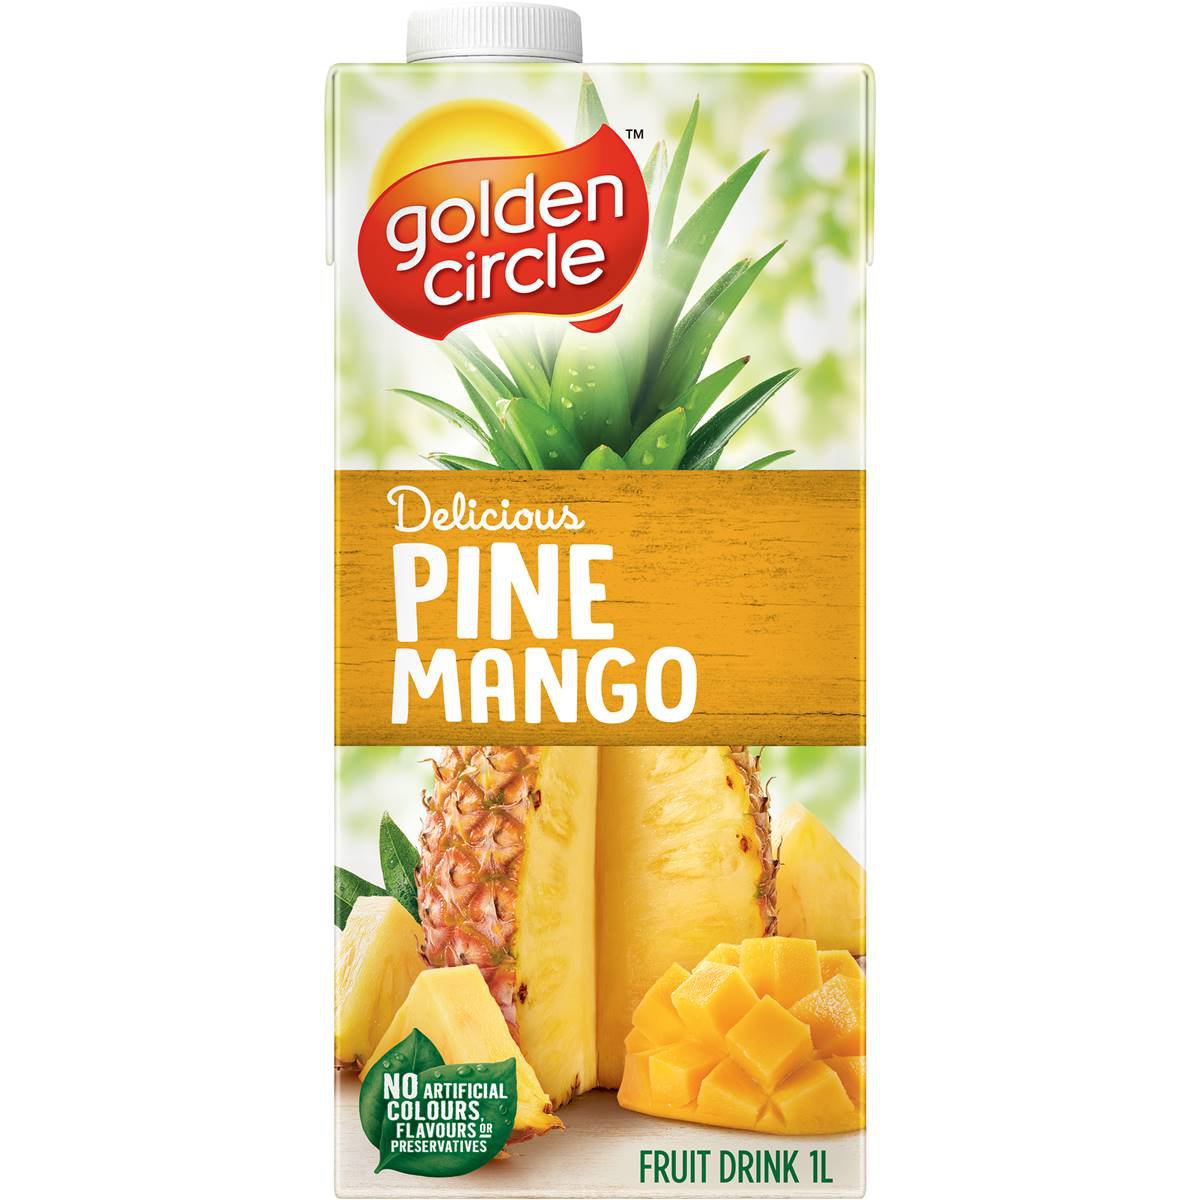 golden
circle
TM
Delicious
PINE
MANGO
NO ARTIFICIAL
COLOURS,
FLAVOURS OR
PRESERVATIVES
FRUIT DRINK 1L